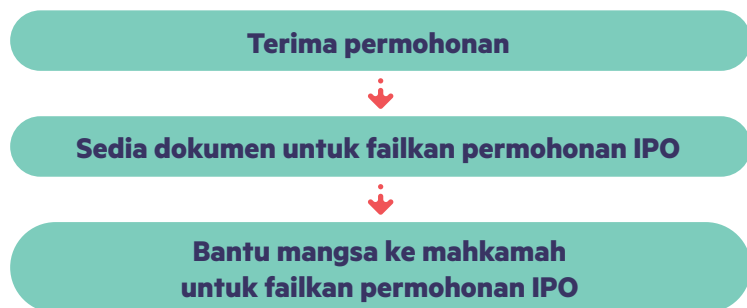 Terima permohonan
Sedia dokumen untuk failkan permohonan IPO
Bantu mangsa ke mahkamah
untuk failkan permohonan IPO